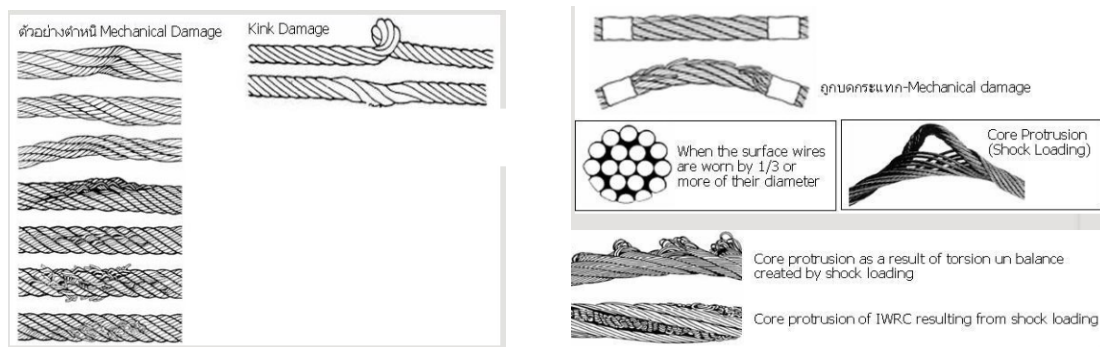 ตัวอย่างตำหนิ Mechanical Damage
Kink Damage
ถูกบดกระแทก-Mechanical damage
When the surface wires
are worn by 1/3 or
more of their diameter
Core Protrusion
(Shock Loading)
Core protrusion as a result of torsion un balance
created by shock loading
Core protrusion of IWRC resulting from shock loading